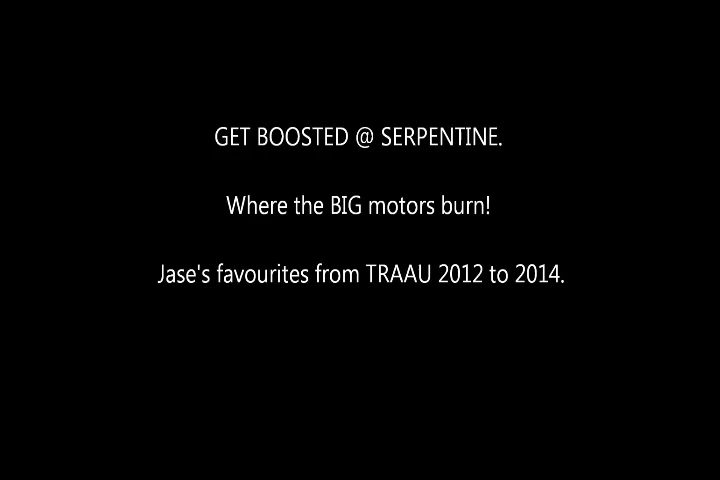 GET BOOSTED @ SERPENTINE.
Where the BIG motors burn!
Jase's favourites from TRAAU 2012 to 2014.